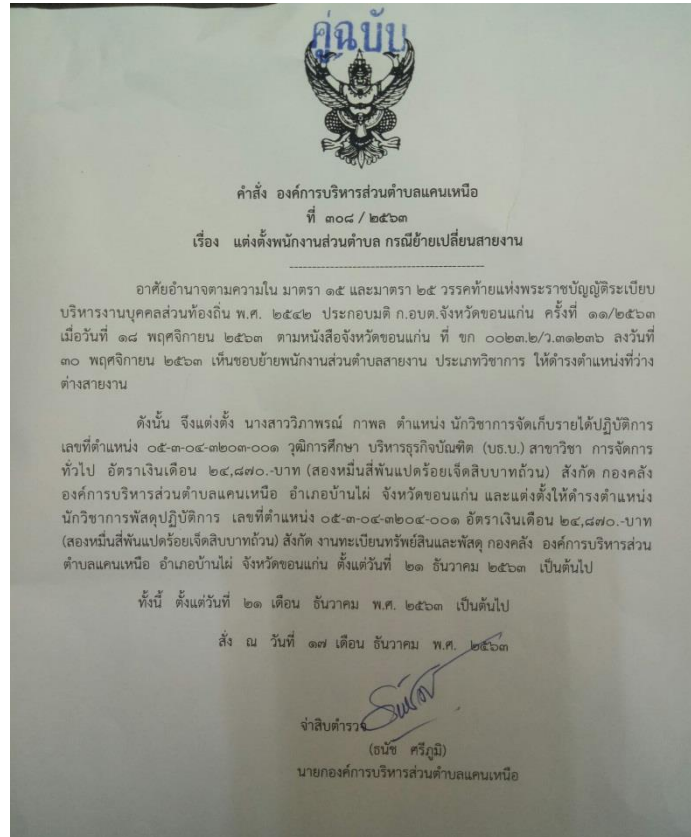 คู่ฉบับ
คำสั่ง องค์การบริหารส่วนตำบลแคนเหนือ
ที่ ๓๐๘ / ๒๕๖๓
เรื่อง แต่งตั้งพนักงานส่วนตำบล กรณีย้ายเปลี่ยนสายงาน
อาศัยอำนาจตามความใน มาตรา ๑๕ และมาตรา ๒๕ วรรคท้ายแห่งพระราชบัญญัติระเบียบ
บริหารงานบุคคลส่วนท้องถิ่น พ.ศ. ๒๕๔๒ ประกอบมติ ก.อบต.จังหวัดขอนแก่น ครั้งที่ ๑๑/๒๕๖๓
เมื่อวันที่ ๑๘ พฤศจิกายน ๒๕๖๓ ตามหนังสือจังหวัดขอนแก่น ที่ ขก ๐๐๒๓.๒/ว.๓๑๒๓๖ ลงวันที่
๓๐ พฤศจิกายน ๒๕๖๓ เห็นชอบย้ายพนักงานส่วนตำบลสายงาน ประเภทวิชาการ ให้ดำรงตำแหน่งที่ว่าง
ต่างสายงาน
ดังนั้น จึงแต่งตั้ง นางสาววิภาพรณ์ กาพล ตำแหน่ง นักวิชาการจัดเก็บรายได้ปฏิบัติการ
เลขที่ตำแหน่ง ๐๕-๓-๐๔-๓๒๐๓-๐๐๑ วุฒิการศึกษา บริหารธุรกิจบัณฑิต (บธ.บ.) สาขาวิชา การจัดการ
ทั่วไป อัตราเงินเดือน ๒๔,๘๗๐.-บาท (สองหมื่นสี่พันแปดร้อยเจ็ดสิบบาทถ้วน) สังกัด กองคลัง
องค์การบริหารส่วนตำบลแคนเหนือ อำเภอบ้านไผ่ จังหวัดขอนแก่น และแต่งตั้งให้ดำรงตำแหน่ง
นักวิชาการพัสดุปฏิบัติการ เลขที่ตำแหน่ง ๐๕-๓-๐๔-๓๒๐๔-๐๐๑ อัตราเงินเดือน ๒๔,๘๗๐.-บาท
(สองหมื่นสี่พันแปดร้อยเจ็ดสิบบาทถ้วน) สังกัด งานทะเบียนทรัพย์สินและพัสดุ กองคลัง องค์การบริหารส่วน
ตำบลแคนเหนือ อำเภอบ้านไผ่ จังหวัดขอนแก่น ตั้งแต่วันที่ ๒๑ ธันวาคม ๒๕๖๓ เป็นต้นไป
ทั้งนี้ ตั้งแต่วันที่ ๒๑ เดือน ธันวาคม พ.ศ. ๒๕๖๓ เป็นต้นไป
สั่ง ณ วันที่ ๑๗ เดือน ธันวาคม พ.ศ. ๒๕๖๓
จ่าสิบตำรวจ
(ธนัช ศรีภูมิ)
นายกองค์การบริหารส่วนตำบลแคนเหนือ